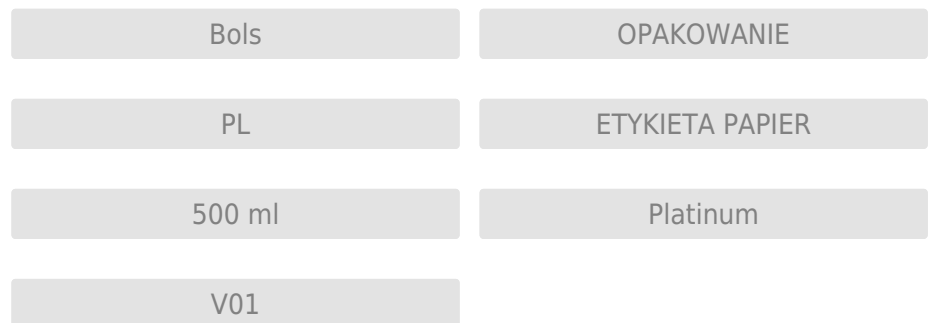 Bols
OPAKOWANIE
PL
ETYKIETA PAPIER
500 ml
Platinum
V01